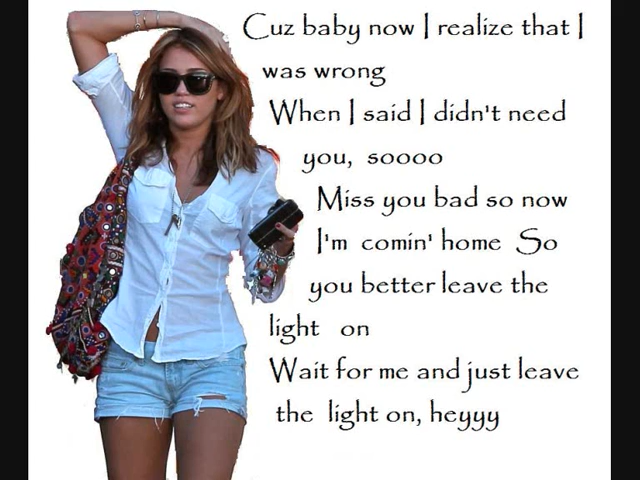 Cuz baby now I realize that I
was wrong
When I said I didn't need
you, soooo
Miss you bad so now
I'm comin' home So
you better leave the
light on
Wait for me and just leave
the light on, heyyy